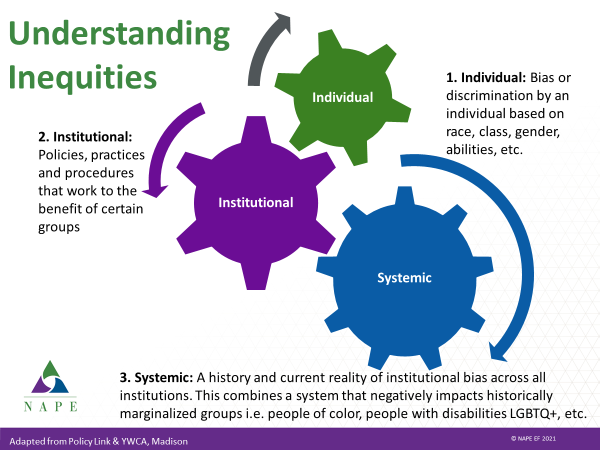 Understanding
Inequities
Individual
1. Individual: Bias or
discrimination by an
individual based on
race, class, gender,
abilities, etc.
2. Institutional:
Policies, practices
and procedures
that work to the
benefit of certain
groups
Institutional
Systemic
3. Systemic: A history and current reality of institutional bias across all
institutions. This combines a system that negatively impacts historically
marginalized groups i.e. people of color, people with disabilities LGBTQ+, etc.
NAPE
Adapted from Policy Link & YWCA, Madison
© NAPE EF 2021